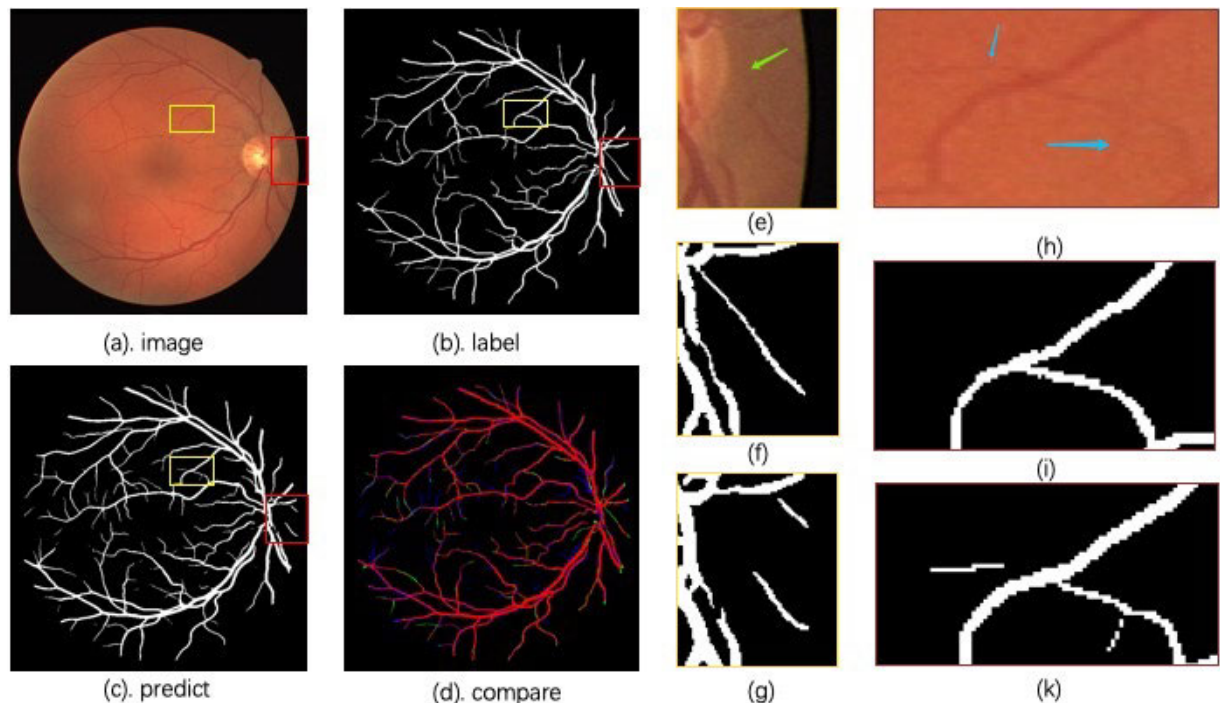 (a). image
(b). label
(c). predict
(d). compare
(e)
(f)
(g)
(h)
(i)
(k)